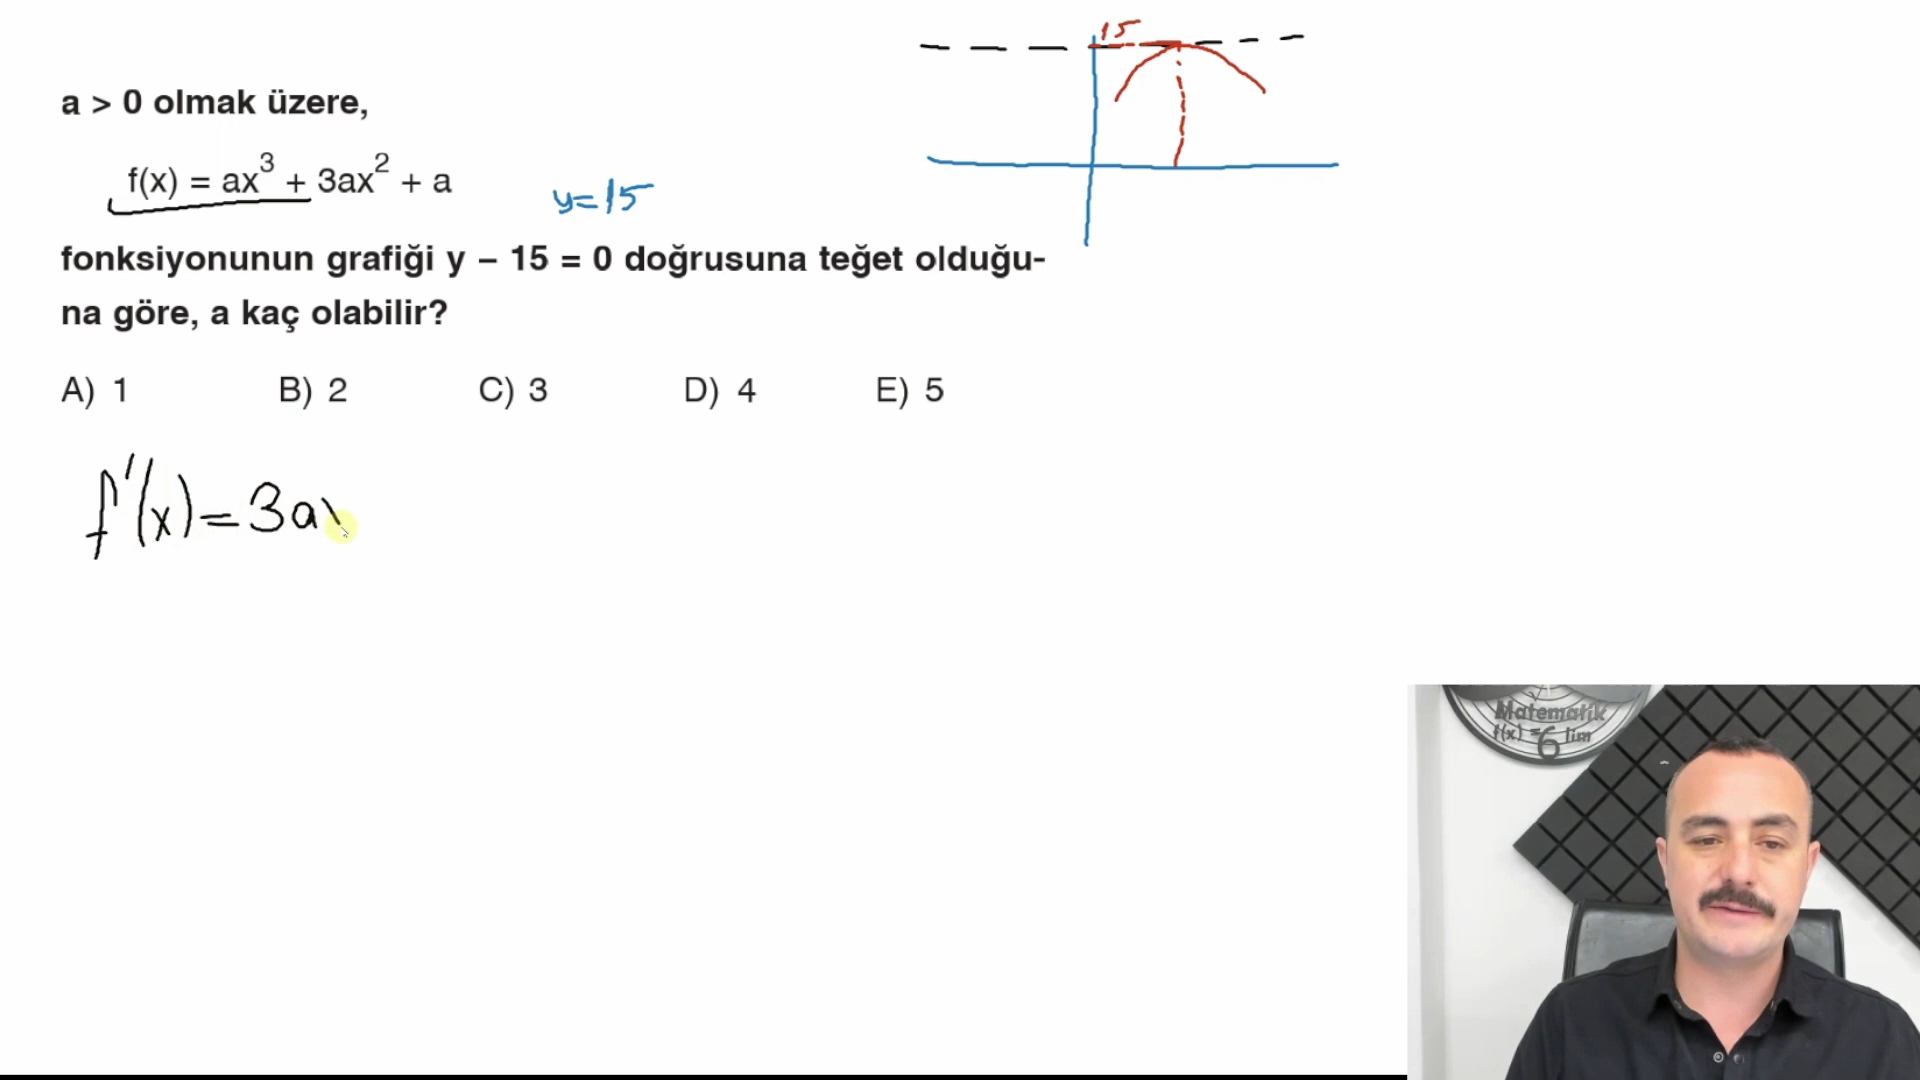 15
a > 0 olmak üzere,
f(x) = ax³ + 3ax² + a
y=15
fonksiyonunun grafiği y – 15 = 0 doğrusuna teğet olduğu-
na göre, a kaç olabilir?
A) 1 B) 2 C) 3 D) 4 E) 5
f'(x) = 3a
Matematik
f(x) = 6 lim